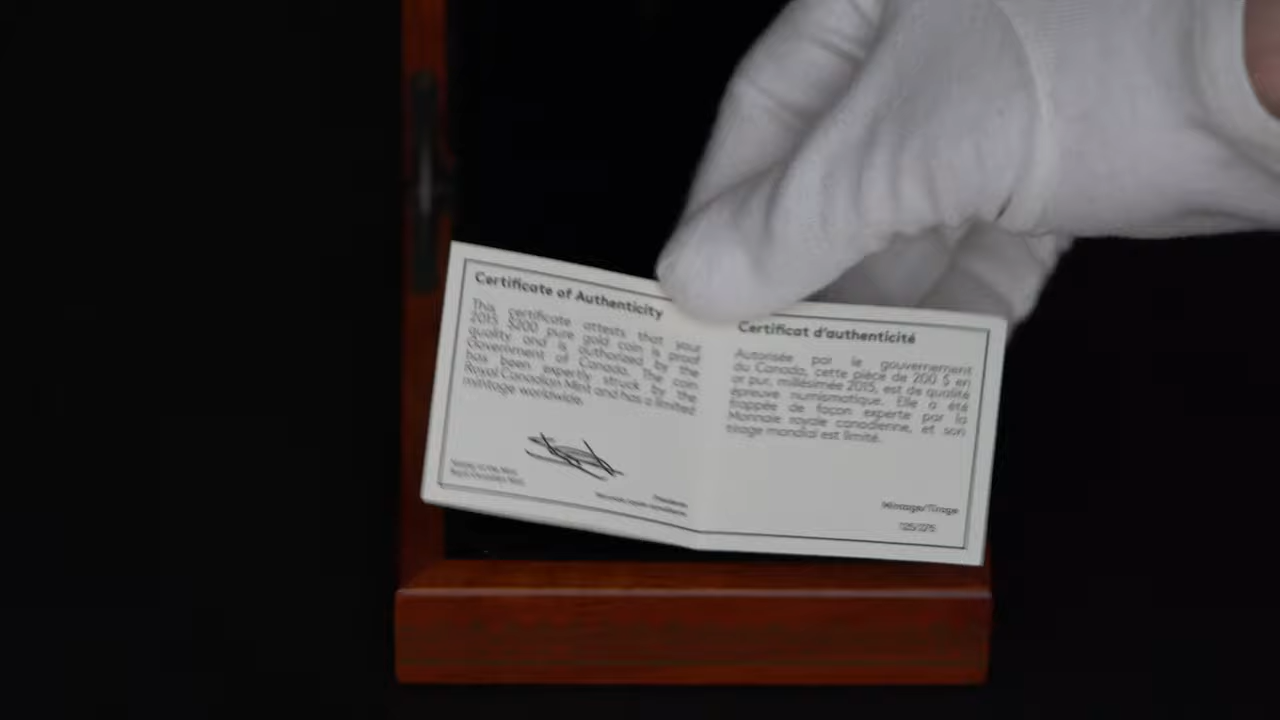 Certificate of Authenticity
This certificate attests that your
2015 $200 pure gold coin is proof
quality and is authorized by the
Government of Canada. The coin
has been expertly struck by the
Royal Canadian Mint and has a limited
mintage worldwide.
Certificat d'authenticité
Autorisée par le gouvernement
du Canada, cette pièce de 200 $ en
or pur, millésimée 2015, est de qualité
épreuve numismatique. Elle a été
frappée de façon experte par la
Monnaie royale canadienne, et son
tirage mondial est limité.
Mintage/Tirage